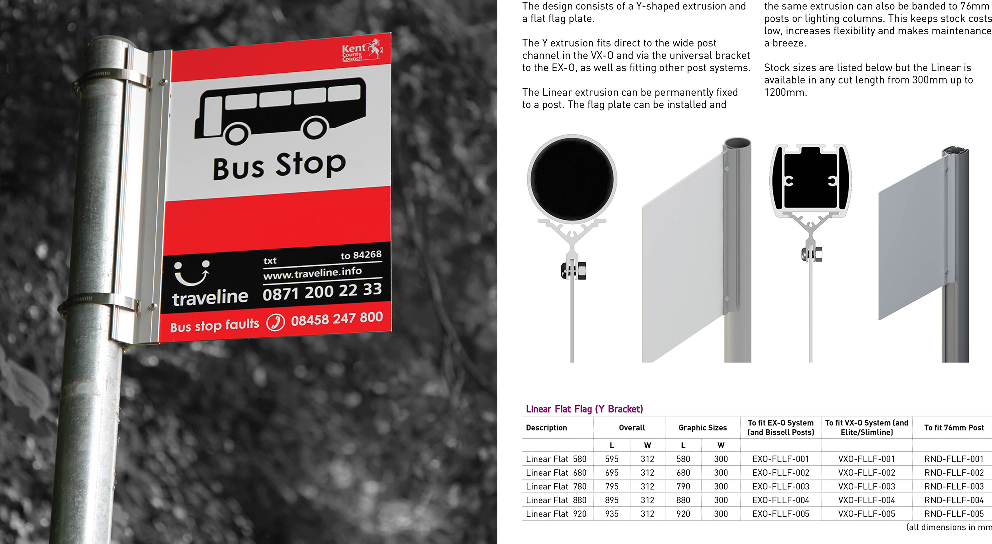 Kent
County
Council
Bus Stop
txt to 84268
www.traveline.info
traveline 0871 200 22 33
Bus stop faults 08458 247 800
The design consists of a Y-shaped extrusion and
a flat flag plate.
The Y extrusion fits direct to the wide post
channel in the VX-O and via the universal bracket
to the EX-O, as well as fitting other post systems.
The Linear extrusion can be permanently fixed
to a post. The flag plate can be installed and
the same extrusion can also be banded to 76mm
posts or lighting columns. This keeps stock costs
low, increases flexibility and makes maintenance
a breeze.
Stock sizes are listed below but the Linear is
available in any cut length from 300mm up to
1200mm.
Linear Flat Flag (Y Bracket)
Description Overall Graphic Sizes To fit EX-O System (and Bissell Posts) To fit VX-O System (and Elite/Slimline) To fit 76mm Post
L W L W
Linear Flat 580 595 312 580 300 EXO-FLLF-001 VXO-FLLF-001 RND-FLLF-001
Linear Flat 680 695 312 680 300 EXO-FLLF-002 VXO-FLLF-002 RND-FLLF-002
Linear Flat 780 795 312 790 300 EXO-FLLF-003 VXO-FLLF-003 RND-FLLF-003
Linear Flat 880 895 312 880 300 EXO-FLLF-004 VXO-FLLF-004 RND-FLLF-004
Linear Flat 920 935 312 920 300 EXO-FLLF-005 VXO-FLLF-005 RND-FLLF-005
(all dimensions in mm